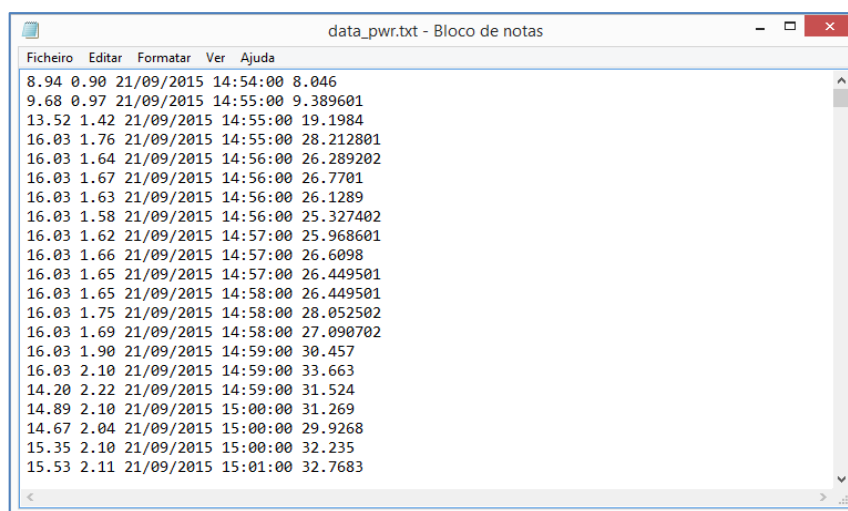 data_pwr.txt - Bloco de notas
Ficheiro Editar Formatar Ver Ajuda
8.94 0.90 21/09/2015 14:54:00 8.046
9.68 0.97 21/09/2015 14:55:00 9.389601
13.52 1.42 21/09/2015 14:55:00 19.1984
16.03 1.76 21/09/2015 14:55:00 28.212801
16.03 1.64 21/09/2015 14:56:00 26.289202
16.03 1.67 21/09/2015 14:56:00 26.7701
16.03 1.63 21/09/2015 14:56:00 26.1289
16.03 1.58 21/09/2015 14:56:00 25.327402
16.03 1.62 21/09/2015 14:57:00 25.968601
16.03 1.66 21/09/2015 14:57:00 26.6098
16.03 1.65 21/09/2015 14:57:00 26.449501
16.03 1.65 21/09/2015 14:58:00 26.449501
16.03 1.75 21/09/2015 14:58:00 28.052502
16.03 1.69 21/09/2015 14:58:00 27.090702
16.03 1.90 21/09/2015 14:59:00 30.457
16.03 2.10 21/09/2015 14:59:00 33.663
14.20 2.22 21/09/2015 14:59:00 31.524
14.89 2.10 21/09/2015 15:00:00 31.269
14.67 2.04 21/09/2015 15:00:00 29.9268
15.35 2.10 21/09/2015 15:00:00 32.235
15.53 2.11 21/09/2015 15:01:00 32.7683